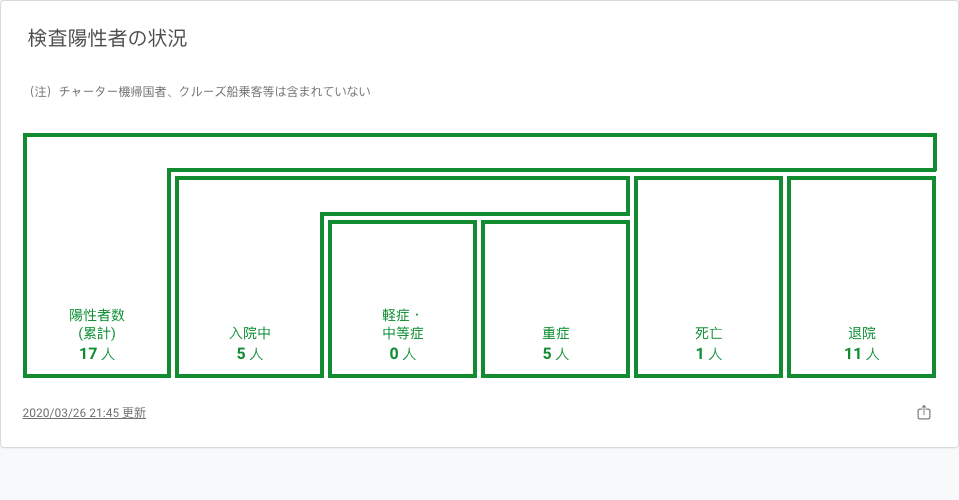 検査陽性者の状況
（注）チャーター機帰国者、クルーズ船乗客等は含まれていない
陽性者数
(累計)
17 人
入院中
5 人
軽症・
中等症
0 人
重症
5 人
死亡
1 人
退院
11 人
2020/03/26 21:45 更新